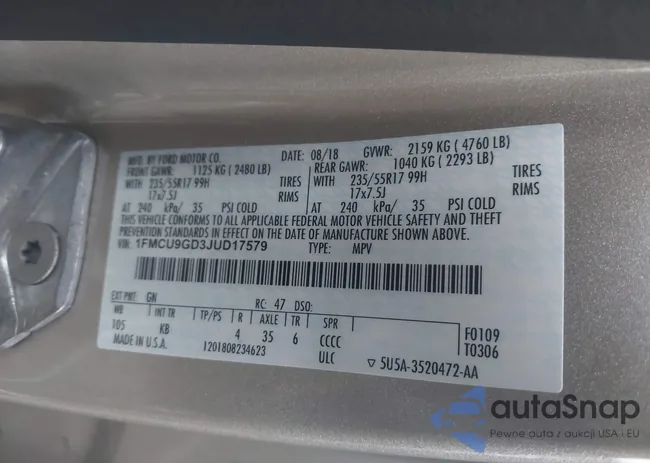 MFD. BY FORD MOTOR CO.
DATE: 08/18 GVWR: 2159 KG ( 4760 LB)
FRONT GAWR: 1125 KG ( 2480 LB) REAR GAWR: 1040 KG ( 2293 LB)
WITH 235/55R17 99H TIRES WITH 235/55R17 99H TIRES
17x7.5J RIMS 17x7.5J RIMS
AT 240 kPa/ 35 PSI COLD AT 240 kPa/ 35 PSI COLD
THIS VEHICLE CONFORMS TO ALL APPLICABLE FEDERAL MOTOR VEHICLE SAFETY AND THEFT
PREVENTION STANDARDS IN EFFECT ON THE DATE OF MANUFACTURE SHOWN ABOVE.
VIN: 1FMCU9GD3JUD17579 TYPE: MPV
EXT PNT: GN RC: 47 DSO:
WB INT TR TP/PS R AXLE TR SPR
105 KB 4 35 6 CCCC
F0109
T0306
MADE IN U.S.A. 1201808234623 ULC ▽ 5U5A-3520472-AA
autaSnap
Pewne auta z aukcji USA i EU